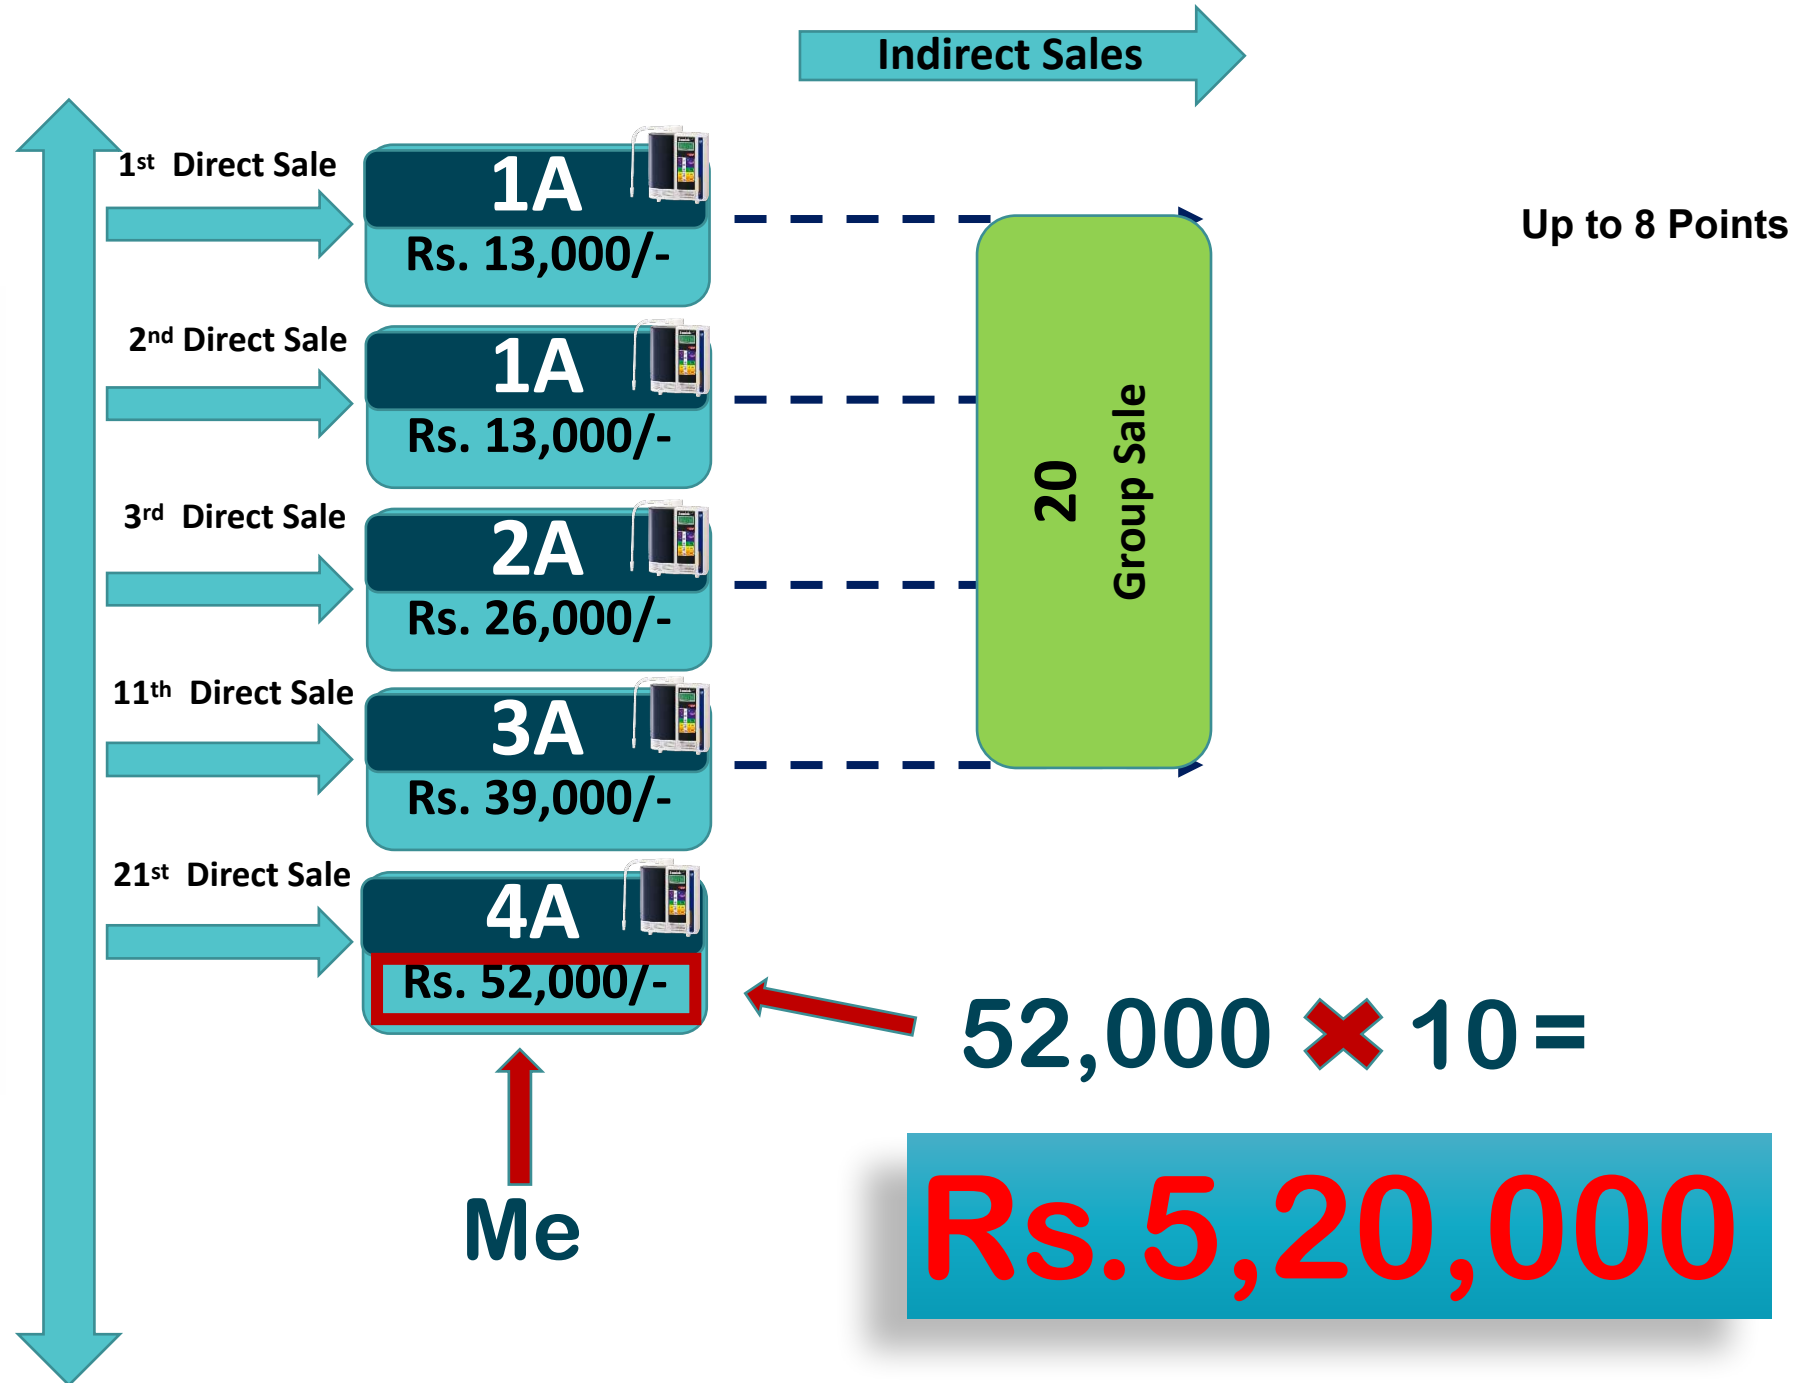 Indirect Sales
1st Direct Sale
1A
Rs. 13,000/-
Up to 8 Points
2nd Direct Sale
1A
Rs. 13,000/-
3rd Direct Sale
2A
Rs. 26,000/-
20
Group Sale
11th Direct Sale
3A
Rs. 39,000/-
21st Direct Sale
4A
Rs. 52,000/-
52,000 ✖ 10 =
Me
Rs.5,20,000